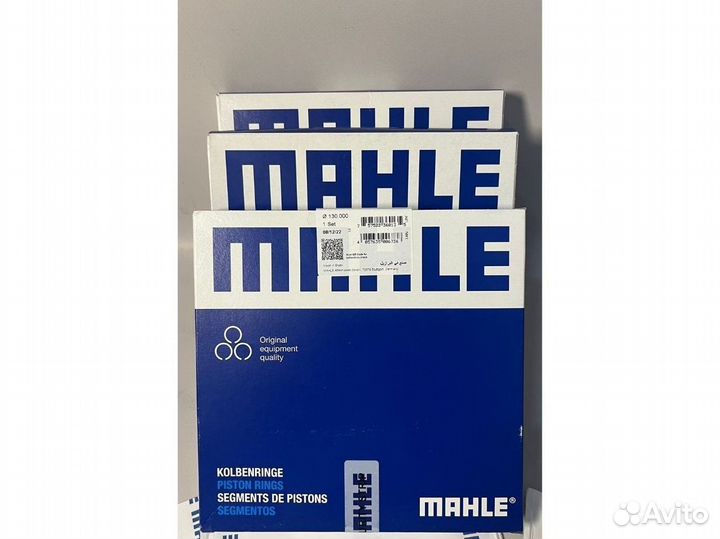 MAHLE
MAHLE
Ø 130.000
1 Set
08/12/22
Original
equipment
quality
KOLBENRINGE
PISTON RINGS
SEGMENTS DE PISTONS
SEGMENTOS
MAHLE
MAHLE®
Avito